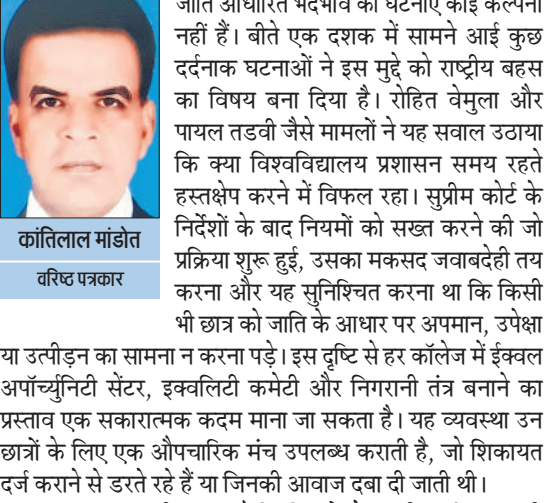 जाति आधारित भेदभाव की घटनाएं कोई कल्पना
नहीं हैं। बीते एक दशक में सामने आई कुछ
दर्दनाक घटनाओं ने इस मुद्दे को राष्ट्रीय बहस
का विषय बना दिया है। रोहित वेमुला और
पायल तडवी जैसे मामलों ने यह सवाल उठाया
कि क्या विश्वविद्यालय प्रशासन समय रहते
हस्तक्षेप करने में विफल रहा। सुप्रीम कोर्ट के
निर्देशों के बाद नियमों को सख्त करने की जो
प्रक्रिया शुरू हुई, उसका मकसद जवाबदेही तय
करना और यह सुनिश्चित करना था कि किसी
भी छात्र को जाति के आधार पर अपमान, उपेक्षा
कांतिलाल मांडोत
वरिष्ठ पत्रकार
या उत्पीड़न का सामना न करना पड़े। इस दृष्टि से हर कॉलेज में ईक्वल
अपॉर्च्युनिटी सेंटर, इक्वलिटी कमेटी और निगरानी तंत्र बनाने का
प्रस्ताव एक सकारात्मक कदम माना जा सकता है। यह व्यवस्था उन
छात्रों के लिए एक औपचारिक मंच उपलब्ध कराती है, जो शिकायत
दर्ज कराने से डरते रहे हैं या जिनकी आवाज दबा दी जाती थी।